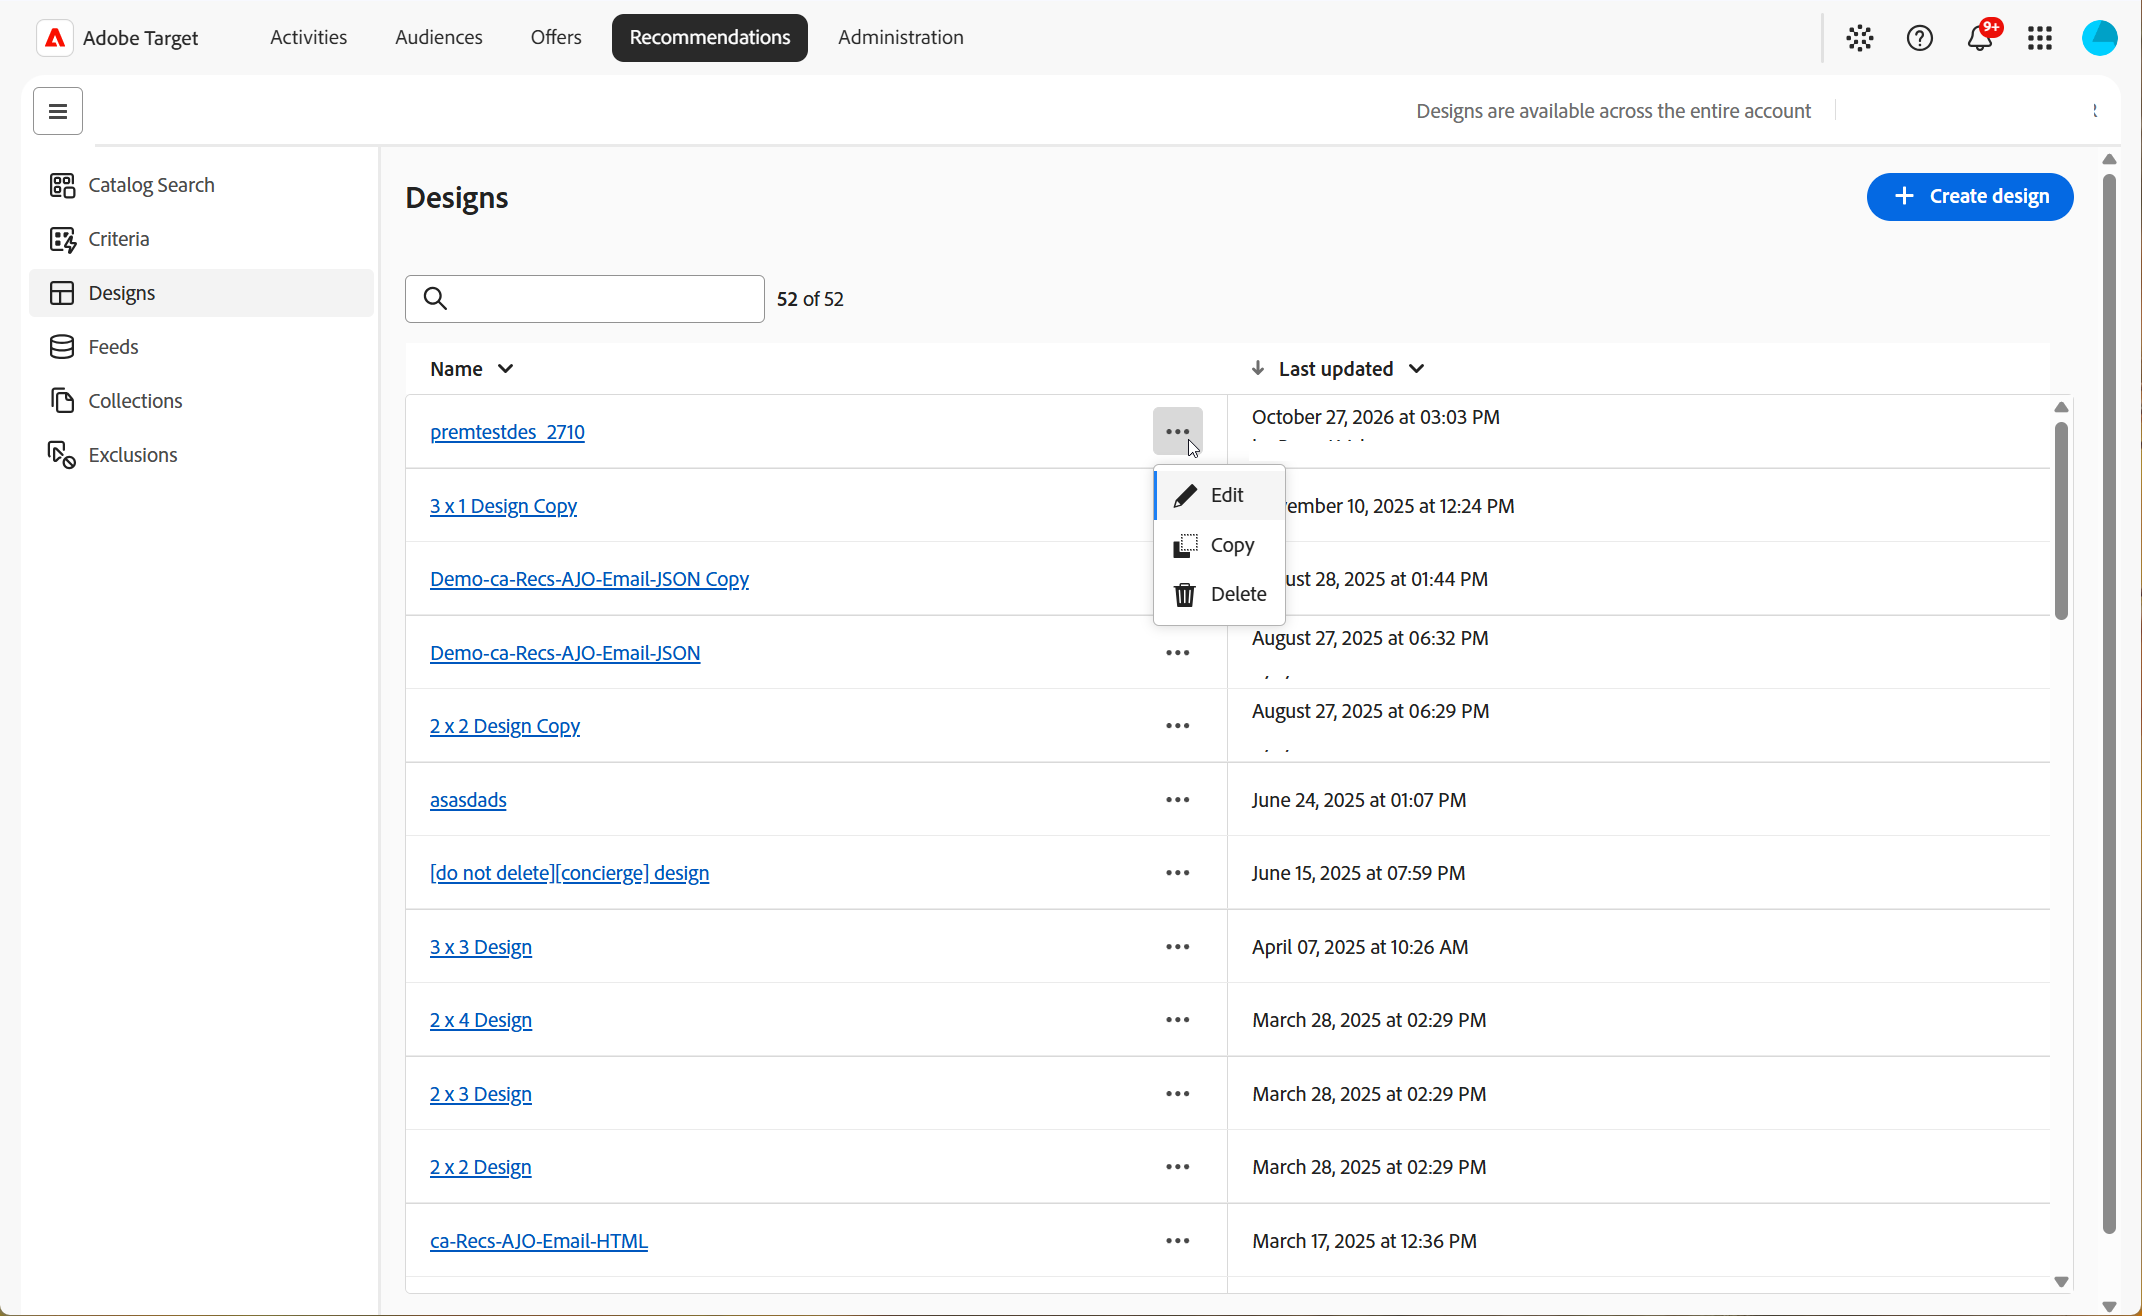 Adobe Target
Activities
Audiences
Offers
Recommendations
Administration
9+
Designs are available across the entire account
Catalog Search
Criteria
Designs
Feeds
Collections
Exclusions
Designs
Create design
52 of 52
Name
Last updated
premtestdes_2710
October 27, 2026 at 03:03 PM
Edit
Copy
Delete
3 x 1 Design Copy
10, 2025 at 12:24 PM
Demo-ca-Recs-AJO-Email-JSON Copy
28, 2025 at 01:44 PM
Demo-ca-Recs-AJO-Email-JSON
August 27, 2025 at 06:32 PM
2 x 2 Design Copy
August 27, 2025 at 06:29 PM
asasdads
June 24, 2025 at 01:07 PM
[do not delete][concierge] design
June 15, 2025 at 07:59 PM
3 x 3 Design
April 07, 2025 at 10:26 AM
2 x 4 Design
March 28, 2025 at 02:29 PM
2 x 3 Design
March 28, 2025 at 02:29 PM
2 x 2 Design
March 28, 2025 at 02:29 PM
ca-Recs-AJO-Email-HTML
March 17, 2025 at 12:36 PM